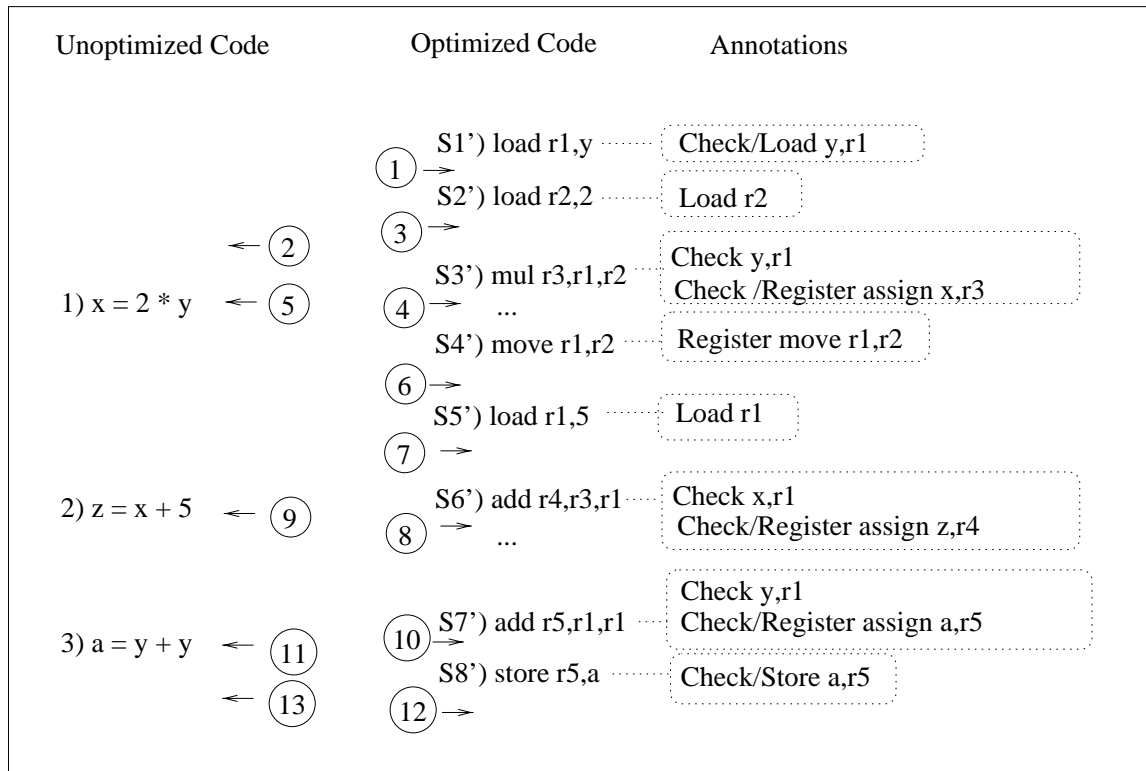 Unoptimized Code Optimized Code Annotations
S1’) load r1,y Check/Load y,r1
1
S2’) load r2,2 Load r2
3
2
Check y,r1
S3’) mul r3,r1,r2
Check /Register assign x,r3
1) x = 2 * y 5 4 ...
S4’) move r1,r2 Register move r1,r2
6
S5’) load r1,5 Load r1
7
S6’) add r4,r3,r1 Check x,r1
2) z = x + 5 9
Check/Register assign z,r4
8 ...
Check y,r1
S7’) add r5,r1,r1 Check/Register assign a,r5
10
3) a = y + y 11
S8’) store r5,a Check/Store a,r5
13 12